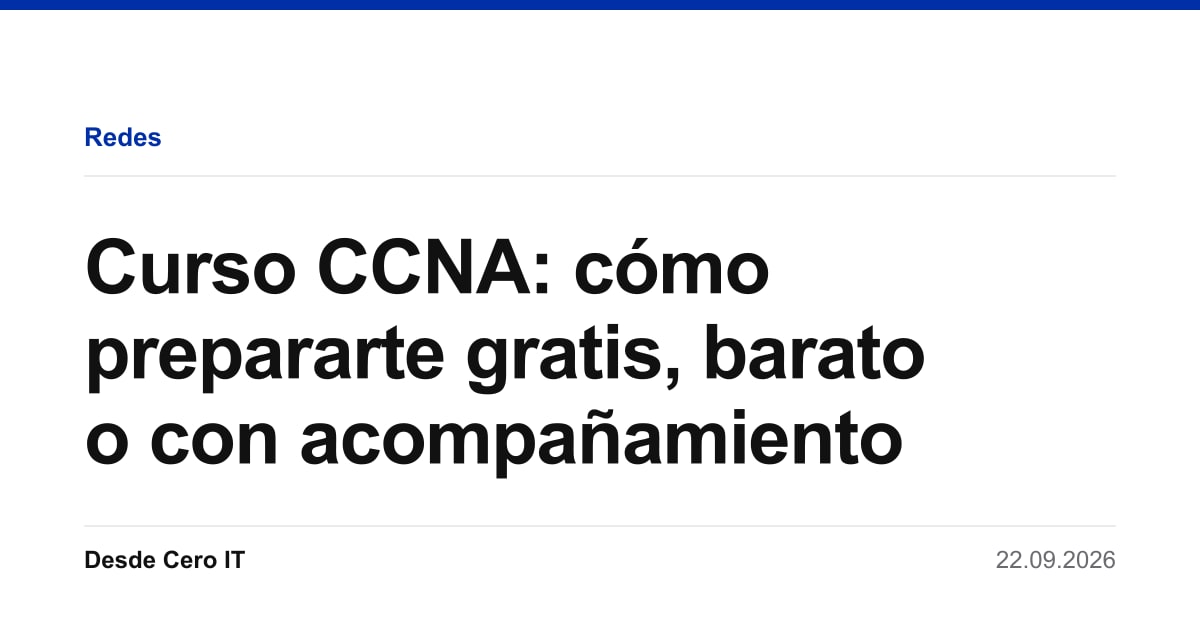 Redes
Curso CCNA: cómo
prepararte gratis, barato
o con acompañamiento
Desde Cero IT
22.09.2026